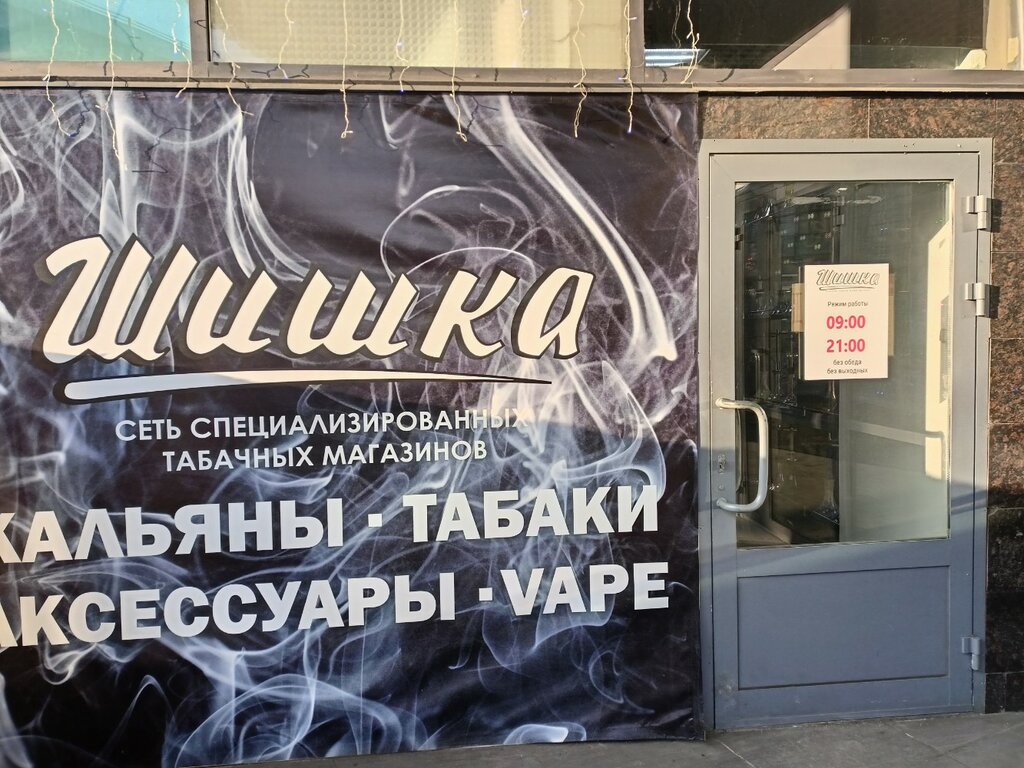 Шишка
СЕТЬ СПЕЦИАЛИЗИРОВАННЫХ
ТАБАЧНЫХ МАГАЗИНОВ
КАЛЬЯНЫ · ТАБАКИ
АКСЕССУАРЫ · VAPE
Шишка
Режим работы
09:00
21:00
без обеда
без выходных